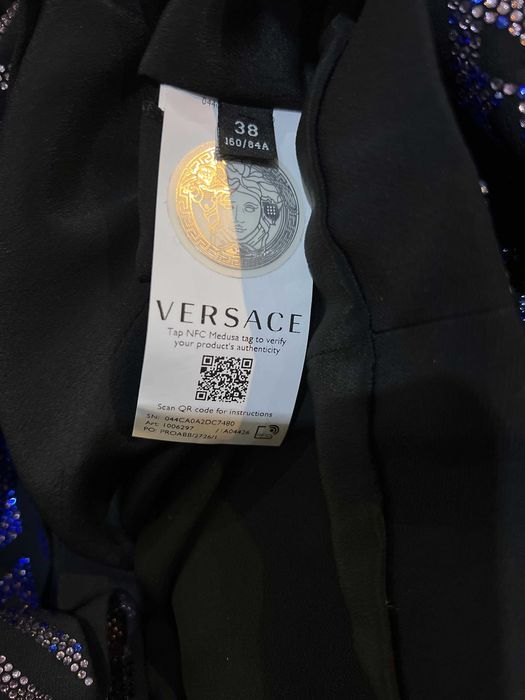 38
160/84A
VERSACE
Tap NFC Medusa tag to verify
your product's authenticity
Scan QR code for instructions
SN: 044CA0A2DC7480
Art: 1006297 /1A04426
PO: PROABB/2726/1